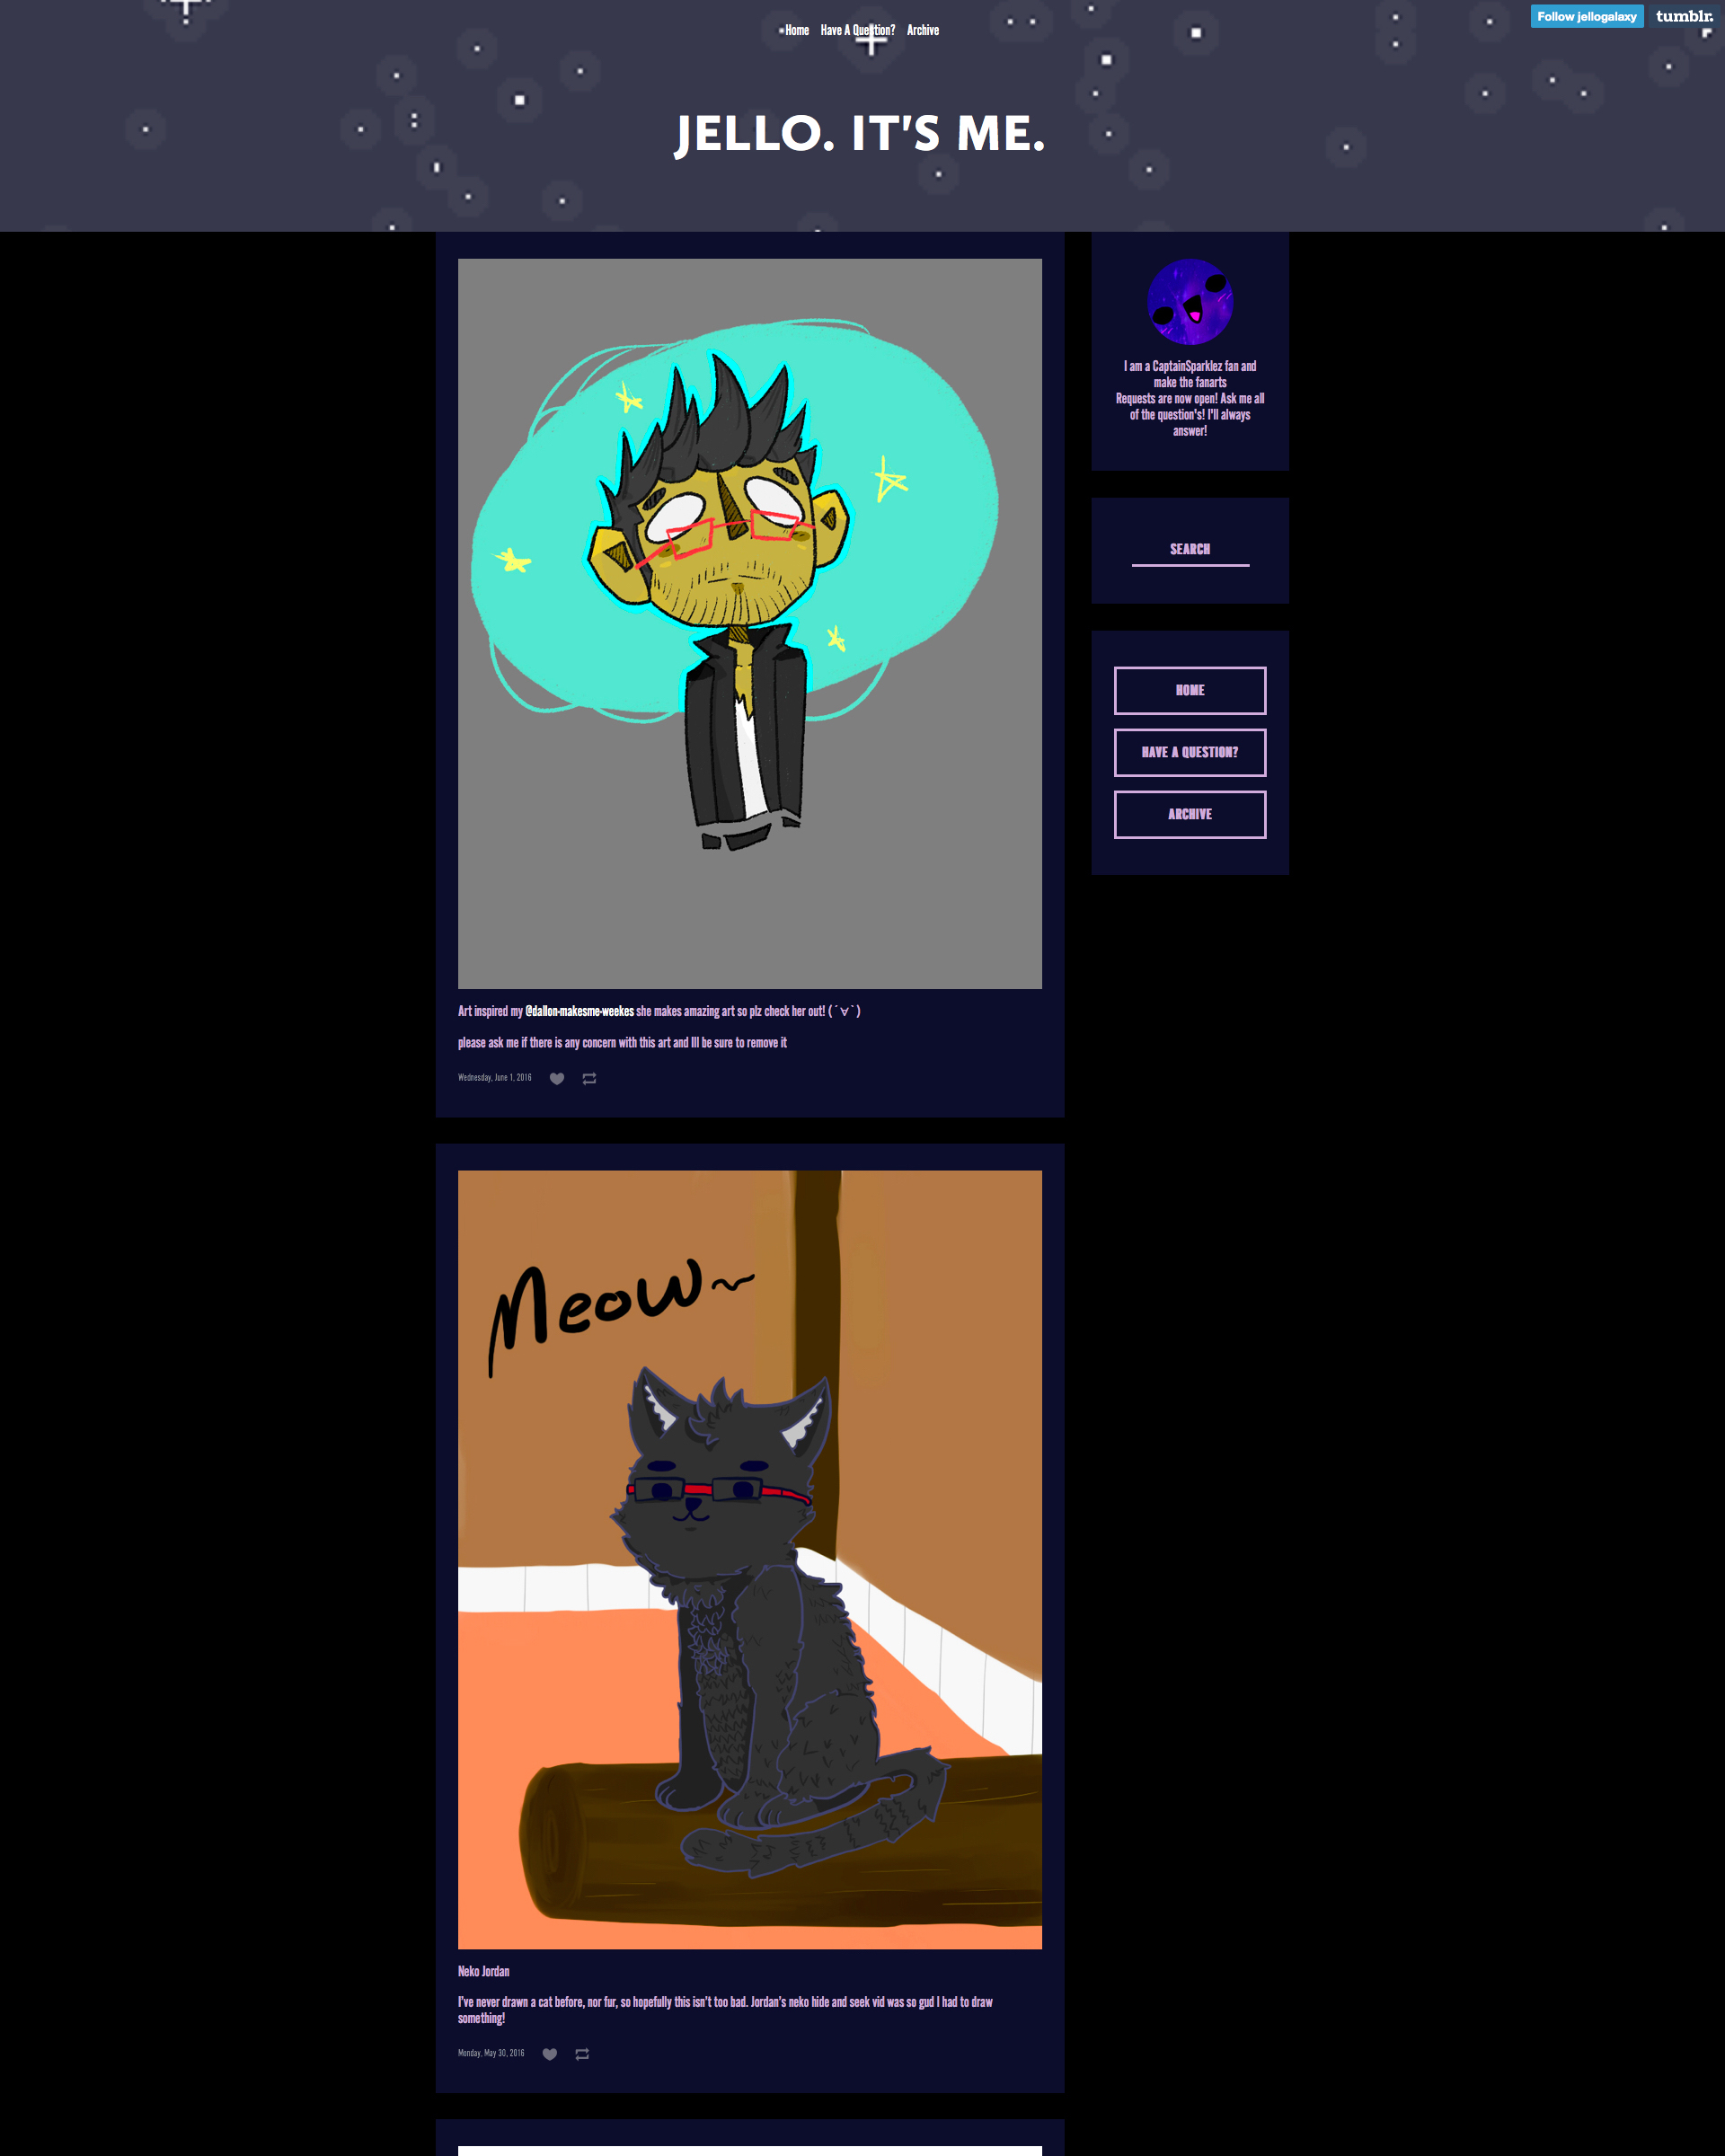 Home Have A Question? Archive
Follow jellogalaxy tumblr.
JELLO. IT'S ME.
I am a CaptainSparklez fan and
make the fanarts
Requests are now open! Ask me all
of the question's! I'll always
answer!
SEARCH
HOME
HAVE A QUESTION?
ARCHIVE
Art inspired my @dallon-makesme-weekes she makes amazing art so plz check her out! (´∀`)
please ask me if there is any concern with this art and Ill be sure to remove it
Wednesday, June 1, 2016
Meow~
Neko Jordan
I've never drawn a cat before, nor fur, so hopefully this isn't too bad. Jordan's neko hide and seek vid was so gud I had to draw
something!
Monday, May 30, 2016